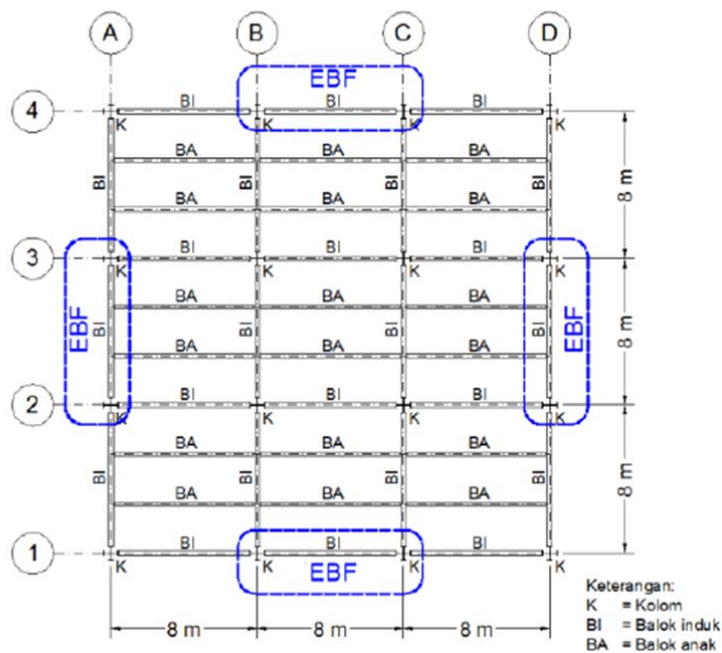 A B C D
EBF
4 BI BI BI
K K K K
BA BA BA
BI BI BI BI 8 m
BA BA BA
3 BI BI BI
K K K K
BA BA BA
EBF BI BI BI BI EBF 8 m
BA BA BA
2 BI BI BI
K K K K
BA BA BA
BI BI BI BI 8 m
BA BA BA
1 BI BI BI
K K K K
EBF
8 m 8 m 8 m
Keterangan:
K = Kolom
BI = Balok induk
BA = Balok anak